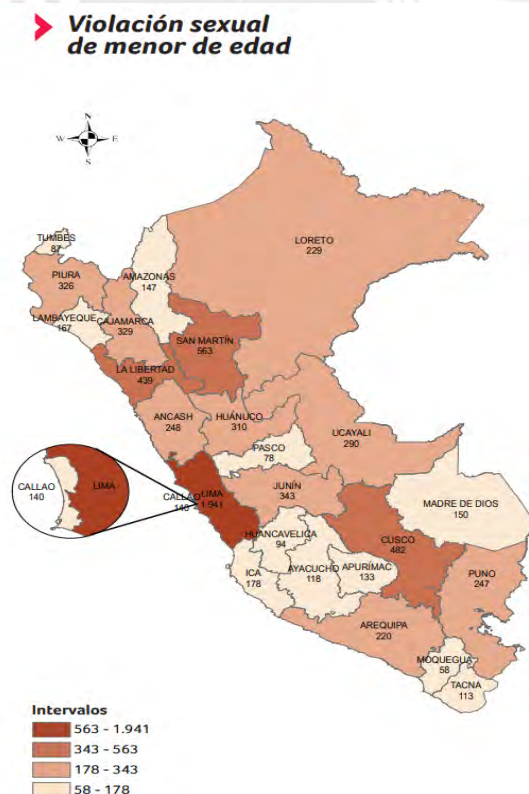 Violación sexual
de menor de edad
N
W E
S
TUMBES
87
LORETO
229
PIURA
326
AMAZONAS
147
LAMBAYEQUE
167
CAJAMARCA
329
SAN MARTÍN
563
LA LIBERTAD
439
ANCASH
248
HUÁNUCO
310
UCAYALI
290
PASCO
78
CALLAO
140
LIMA
CALLAO
140
LIMA
1.941
JUNÍN
343
MADRE DE DIOS
150
HUANCAVELICA
94
CUSCO
482
ICA
178
AYACUCHO
118
APURÍMAC
133
PUNO
247
AREQUIPA
220
MOQUEGUA
58
TACNA
113
Intervalos
563 - 1.941
343 - 563
178 - 343
58 - 178